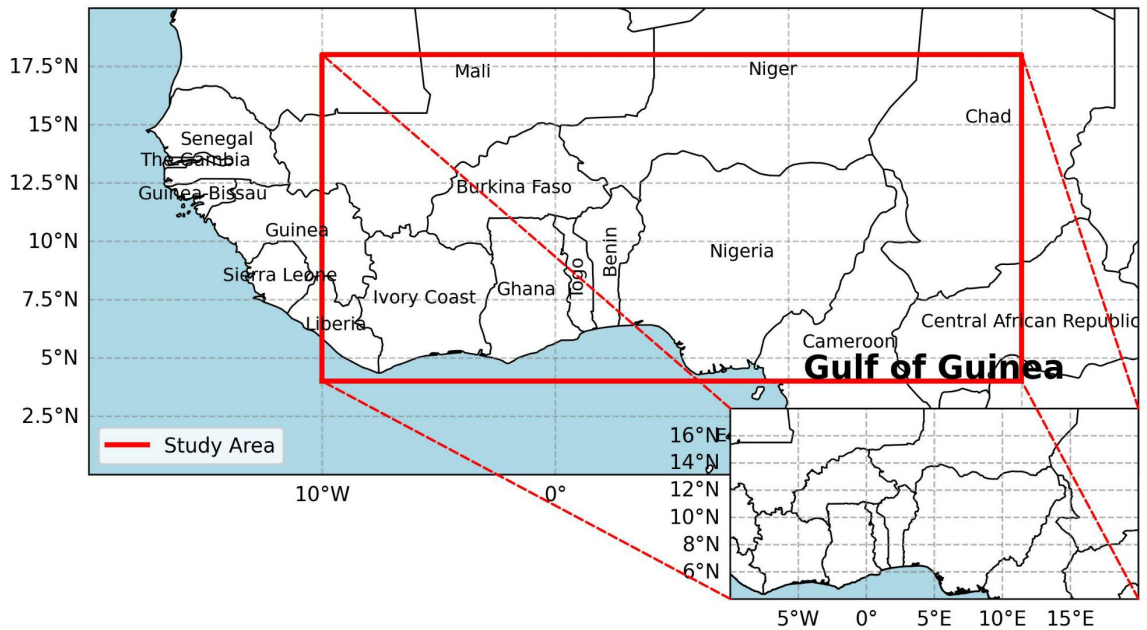 17.5°N
Mali
Niger
15°N
Chad
Senegal
The Gambia
12.5°N
Guinea-Bissau
Burkina Faso
10°N
Guinea
Nigeria
Benin
Togo
Sierra Leone
7.5°N
Ivory Coast
Ghana
Liberia
Central African Republic
Cameroon
5°N
Gulf of Guinea
2.5°N
Study Area
10°W
0°
16°N
14°N
12°N
10°N
8°N
6°N
5°W
0°
5°E
10°E
15°E